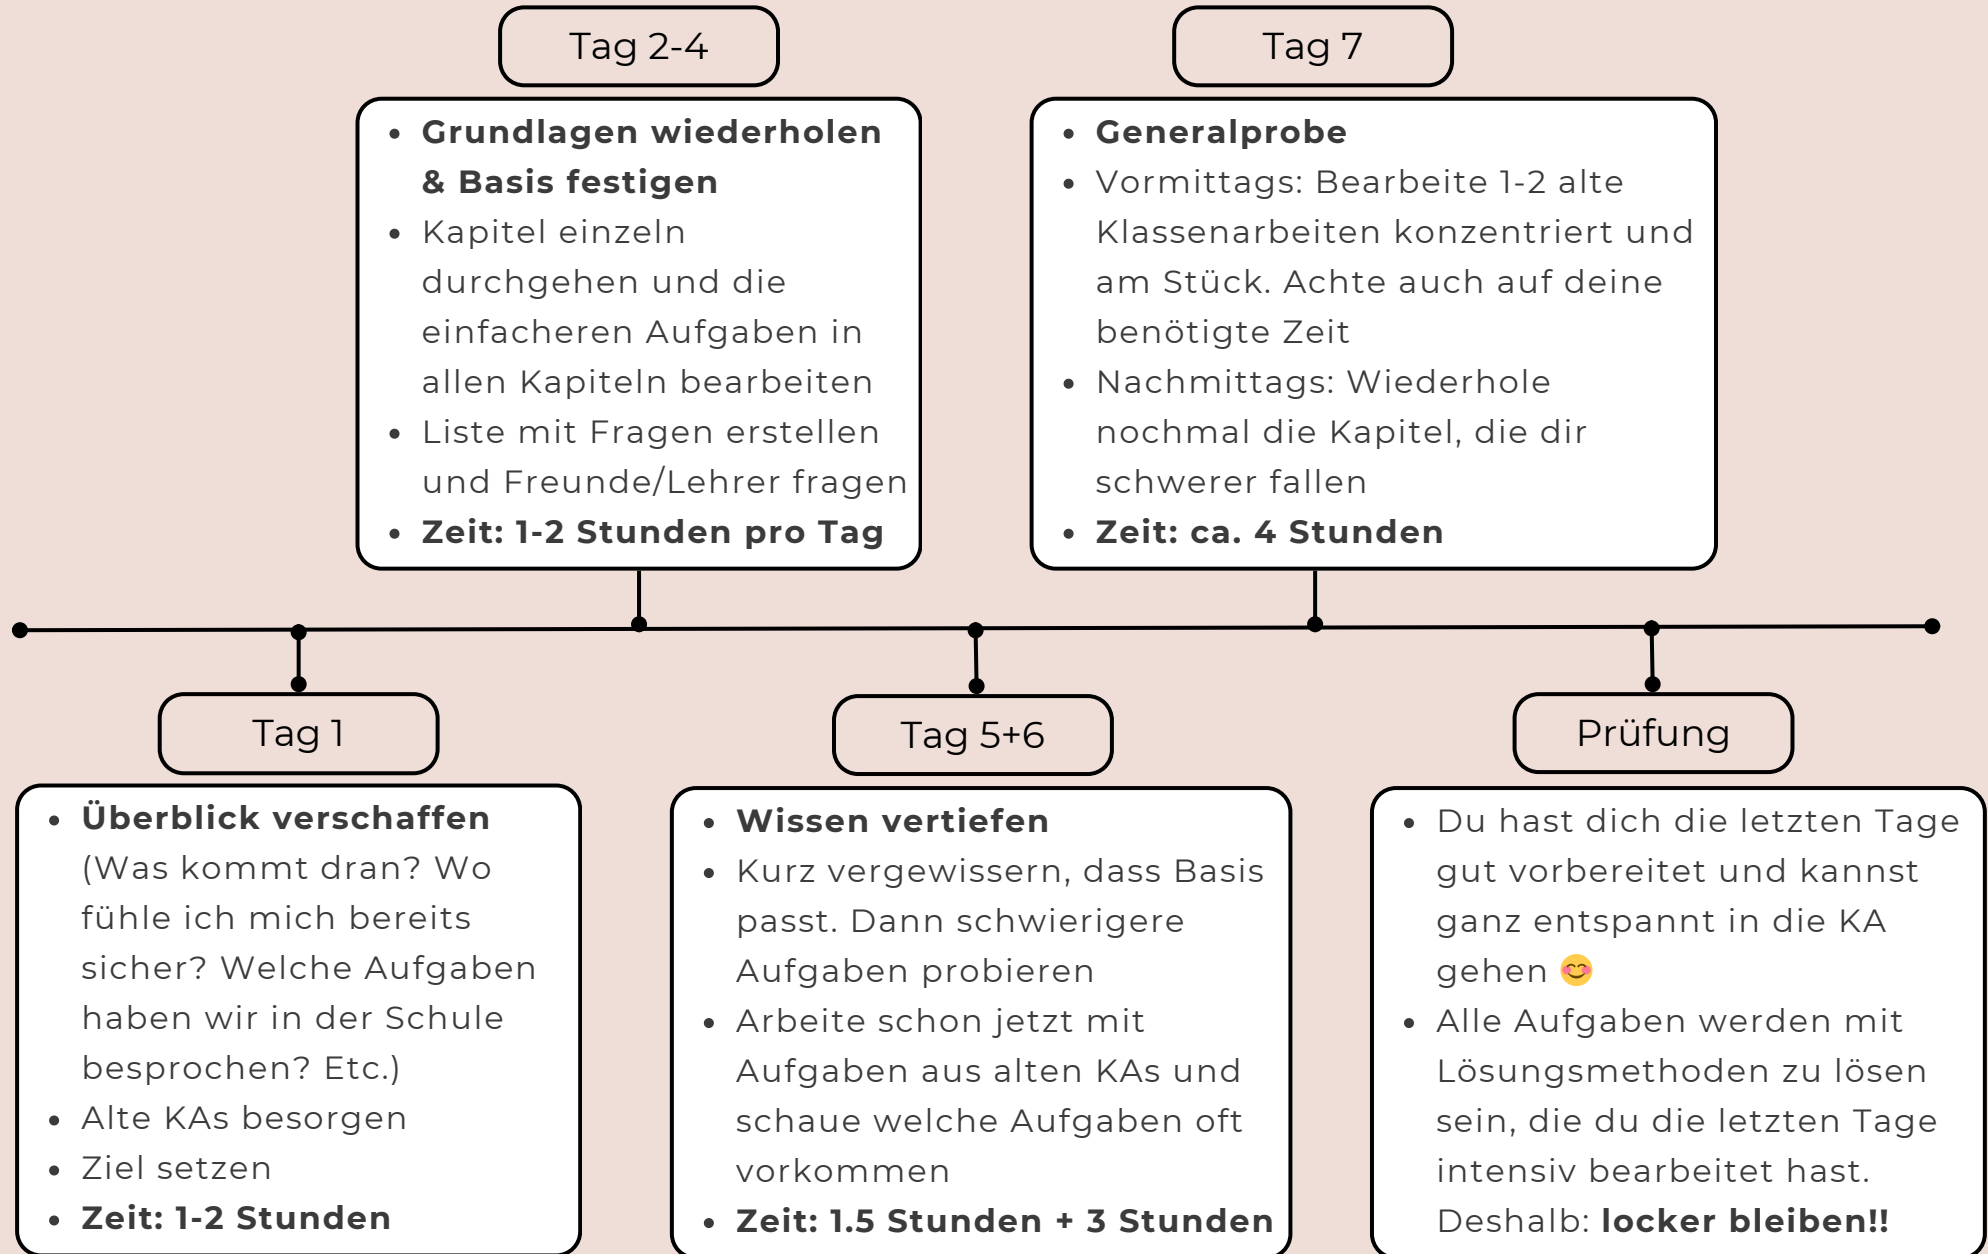 Tag 2-4
Grundlagen wiederholen
& Basis festigen
Kapitel einzeln
durchgehen und die
einfacheren Aufgaben in
allen Kapiteln bearbeiten
Liste mit Fragen erstellen
und Freunde/Lehrer fragen
Zeit: 1-2 Stunden pro Tag
Tag 7
Generalprobe
Vormittags: Bearbeite 1-2 alte
Klassenarbeiten konzentriert und
am Stück. Achte auch auf deine
benötigte Zeit
Nachmittags: Wiederhole
nochmal die Kapitel, die dir
schwerer fallen
Zeit: ca. 4 Stunden
Tag 1
Überblick verschaffen
(Was kommt dran? Wo
fühle ich mich bereits
sicher? Welche Aufgaben
haben wir in der Schule
besprochen? Etc.)
Alte KAs besorgen
Ziel setzen
Zeit: 1-2 Stunden
Tag 5+6
Wissen vertiefen
Kurz vergewissern, dass Basis
passt. Dann schwierigere
Aufgaben probieren
Arbeite schon jetzt mit
Aufgaben aus alten KAs und
schaue welche Aufgaben oft
vorkommen
Zeit: 1.5 Stunden + 3 Stunden
Prüfung
Du hast dich die letzten Tage
gut vorbereitet und kannst
ganz entspannt in die KA
gehen 😊
Alle Aufgaben werden mit
Lösungsmethoden zu lösen
sein, die du die letzten Tage
intensiv bearbeitet hast.
Deshalb: locker bleiben!!